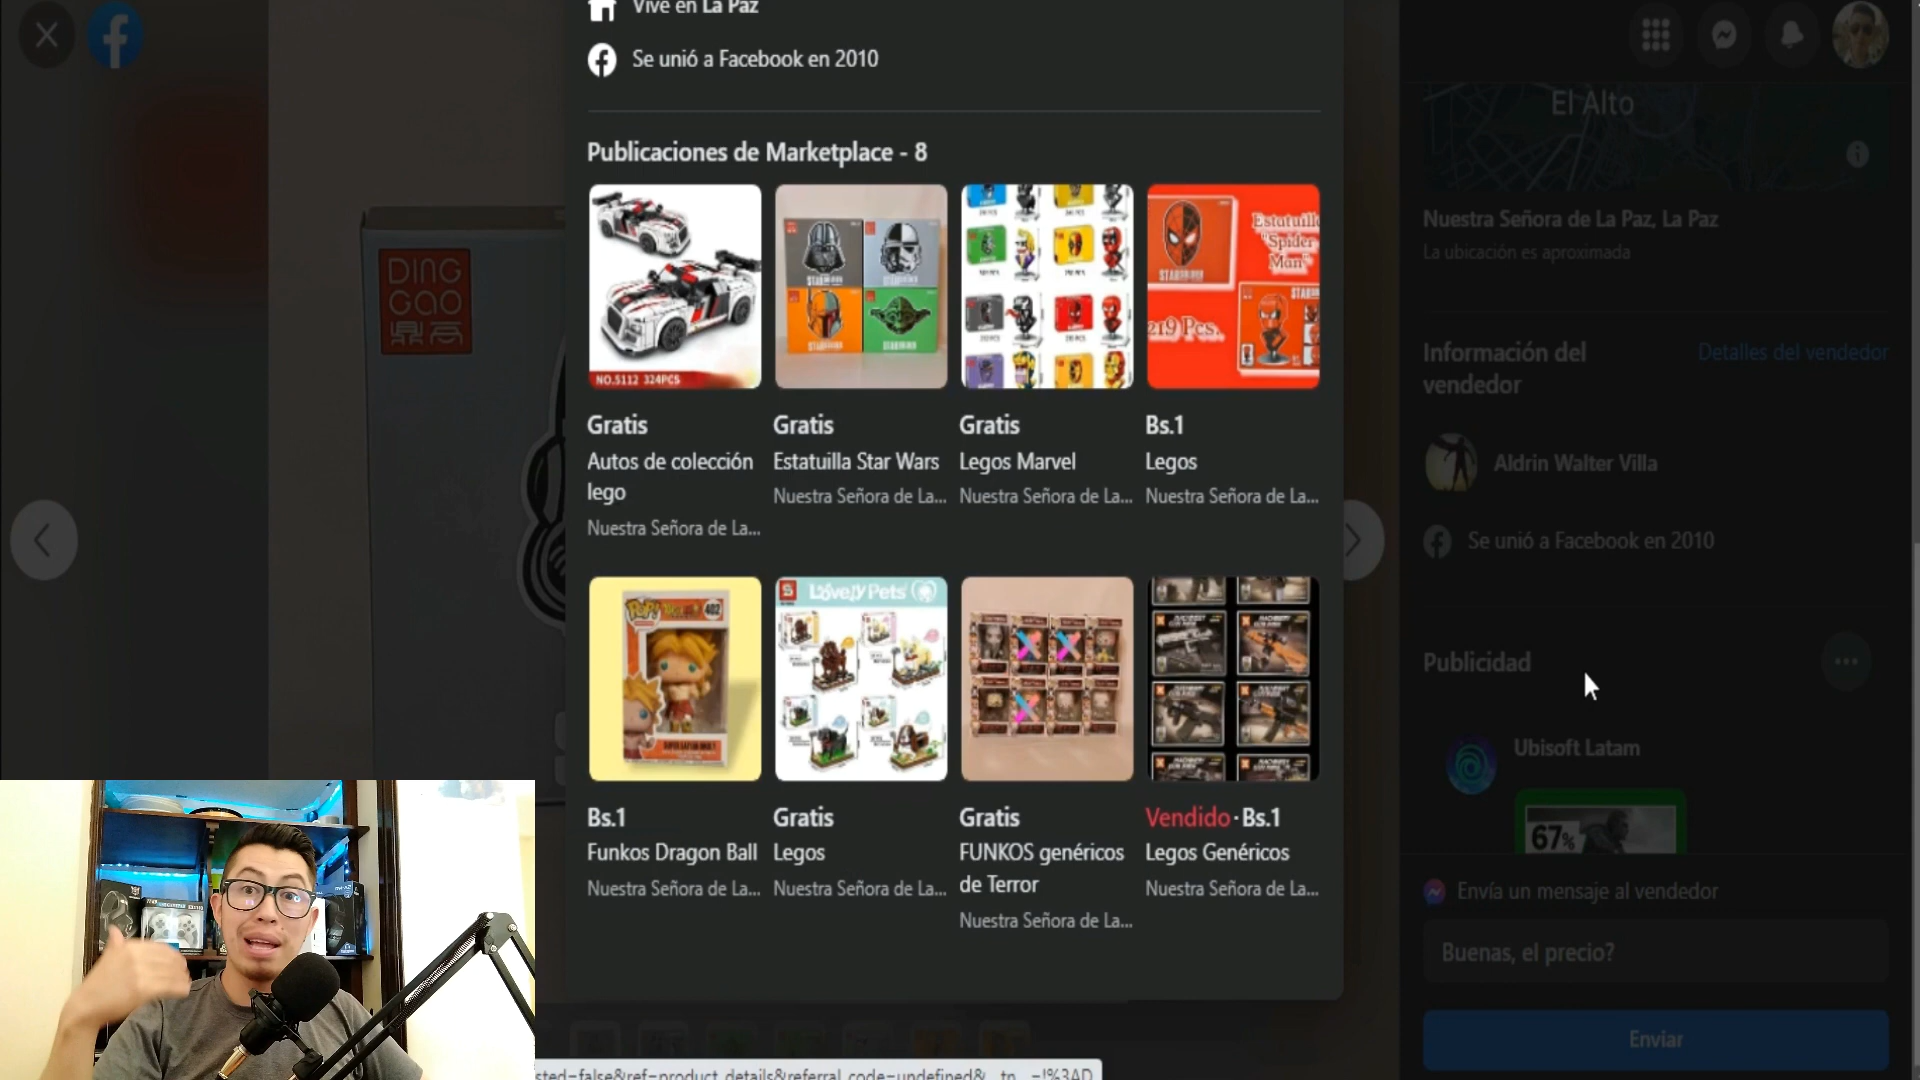 Vive en La Paz
Se unió a Facebook en 2010
Publicaciones de Marketplace - 8
NO.5112 324PCS
Estatuilla
"Spider
Man"
219 Pcs.
Gratis
Autos de colección
lego
Nuestra Señora de La...
Gratis
Estatuilla Star Wars
Nuestra Señora de La...
Gratis
Legos Marvel
Nuestra Señora de La...
Bs.1
Legos
Nuestra Señora de La...
POP!
402
Lovely Pets
Bs.1
Funkos Dragon Ball
Nuestra Señora de La...
Gratis
Legos
Nuestra Señora de La...
Gratis
FUNKOS genéricos
de Terror
Nuestra Señora de La...
Vendido · Bs.1
Legos Genéricos
Nuestra Señora de La...
DING
GAO
鼎高
El Alto
Nuestra Señora de La Paz, La Paz
La ubicación es aproximada
Información del
vendedor
Detalles del vendedor
Aldrin Walter Villa
Se unió a Facebook en 2010
Publicidad
Ubisoft Latam
67%
Envía un mensaje al vendedor
Buenas, el precio?
Enviar